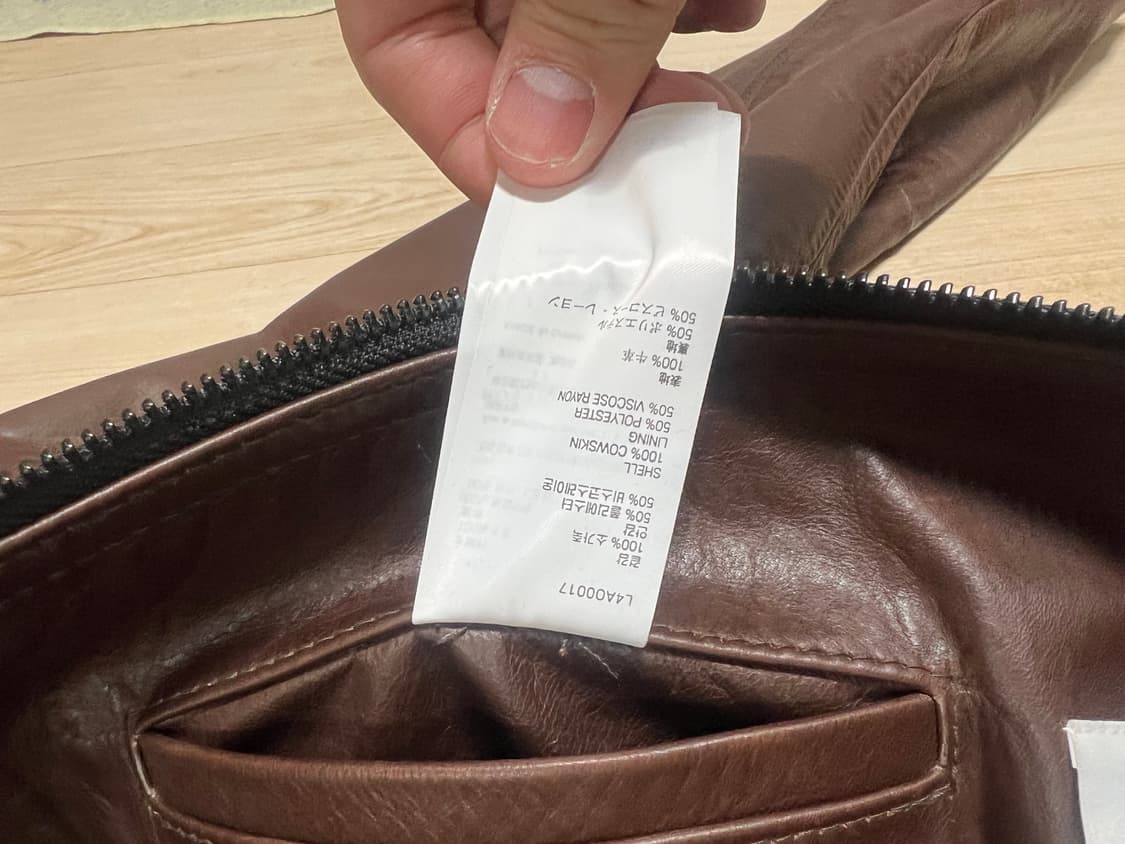 L4A00017
겉감
100% 소가죽
안감
50% 폴리에스터
50% 비스코스레이온
SHELL
100% COWSKIN
LINING
50% POLYESTER
50% VISCOSE RAYON
表地
100% 牛革
裏地
50% ポリエステル
50% ビスコース・レーヨン